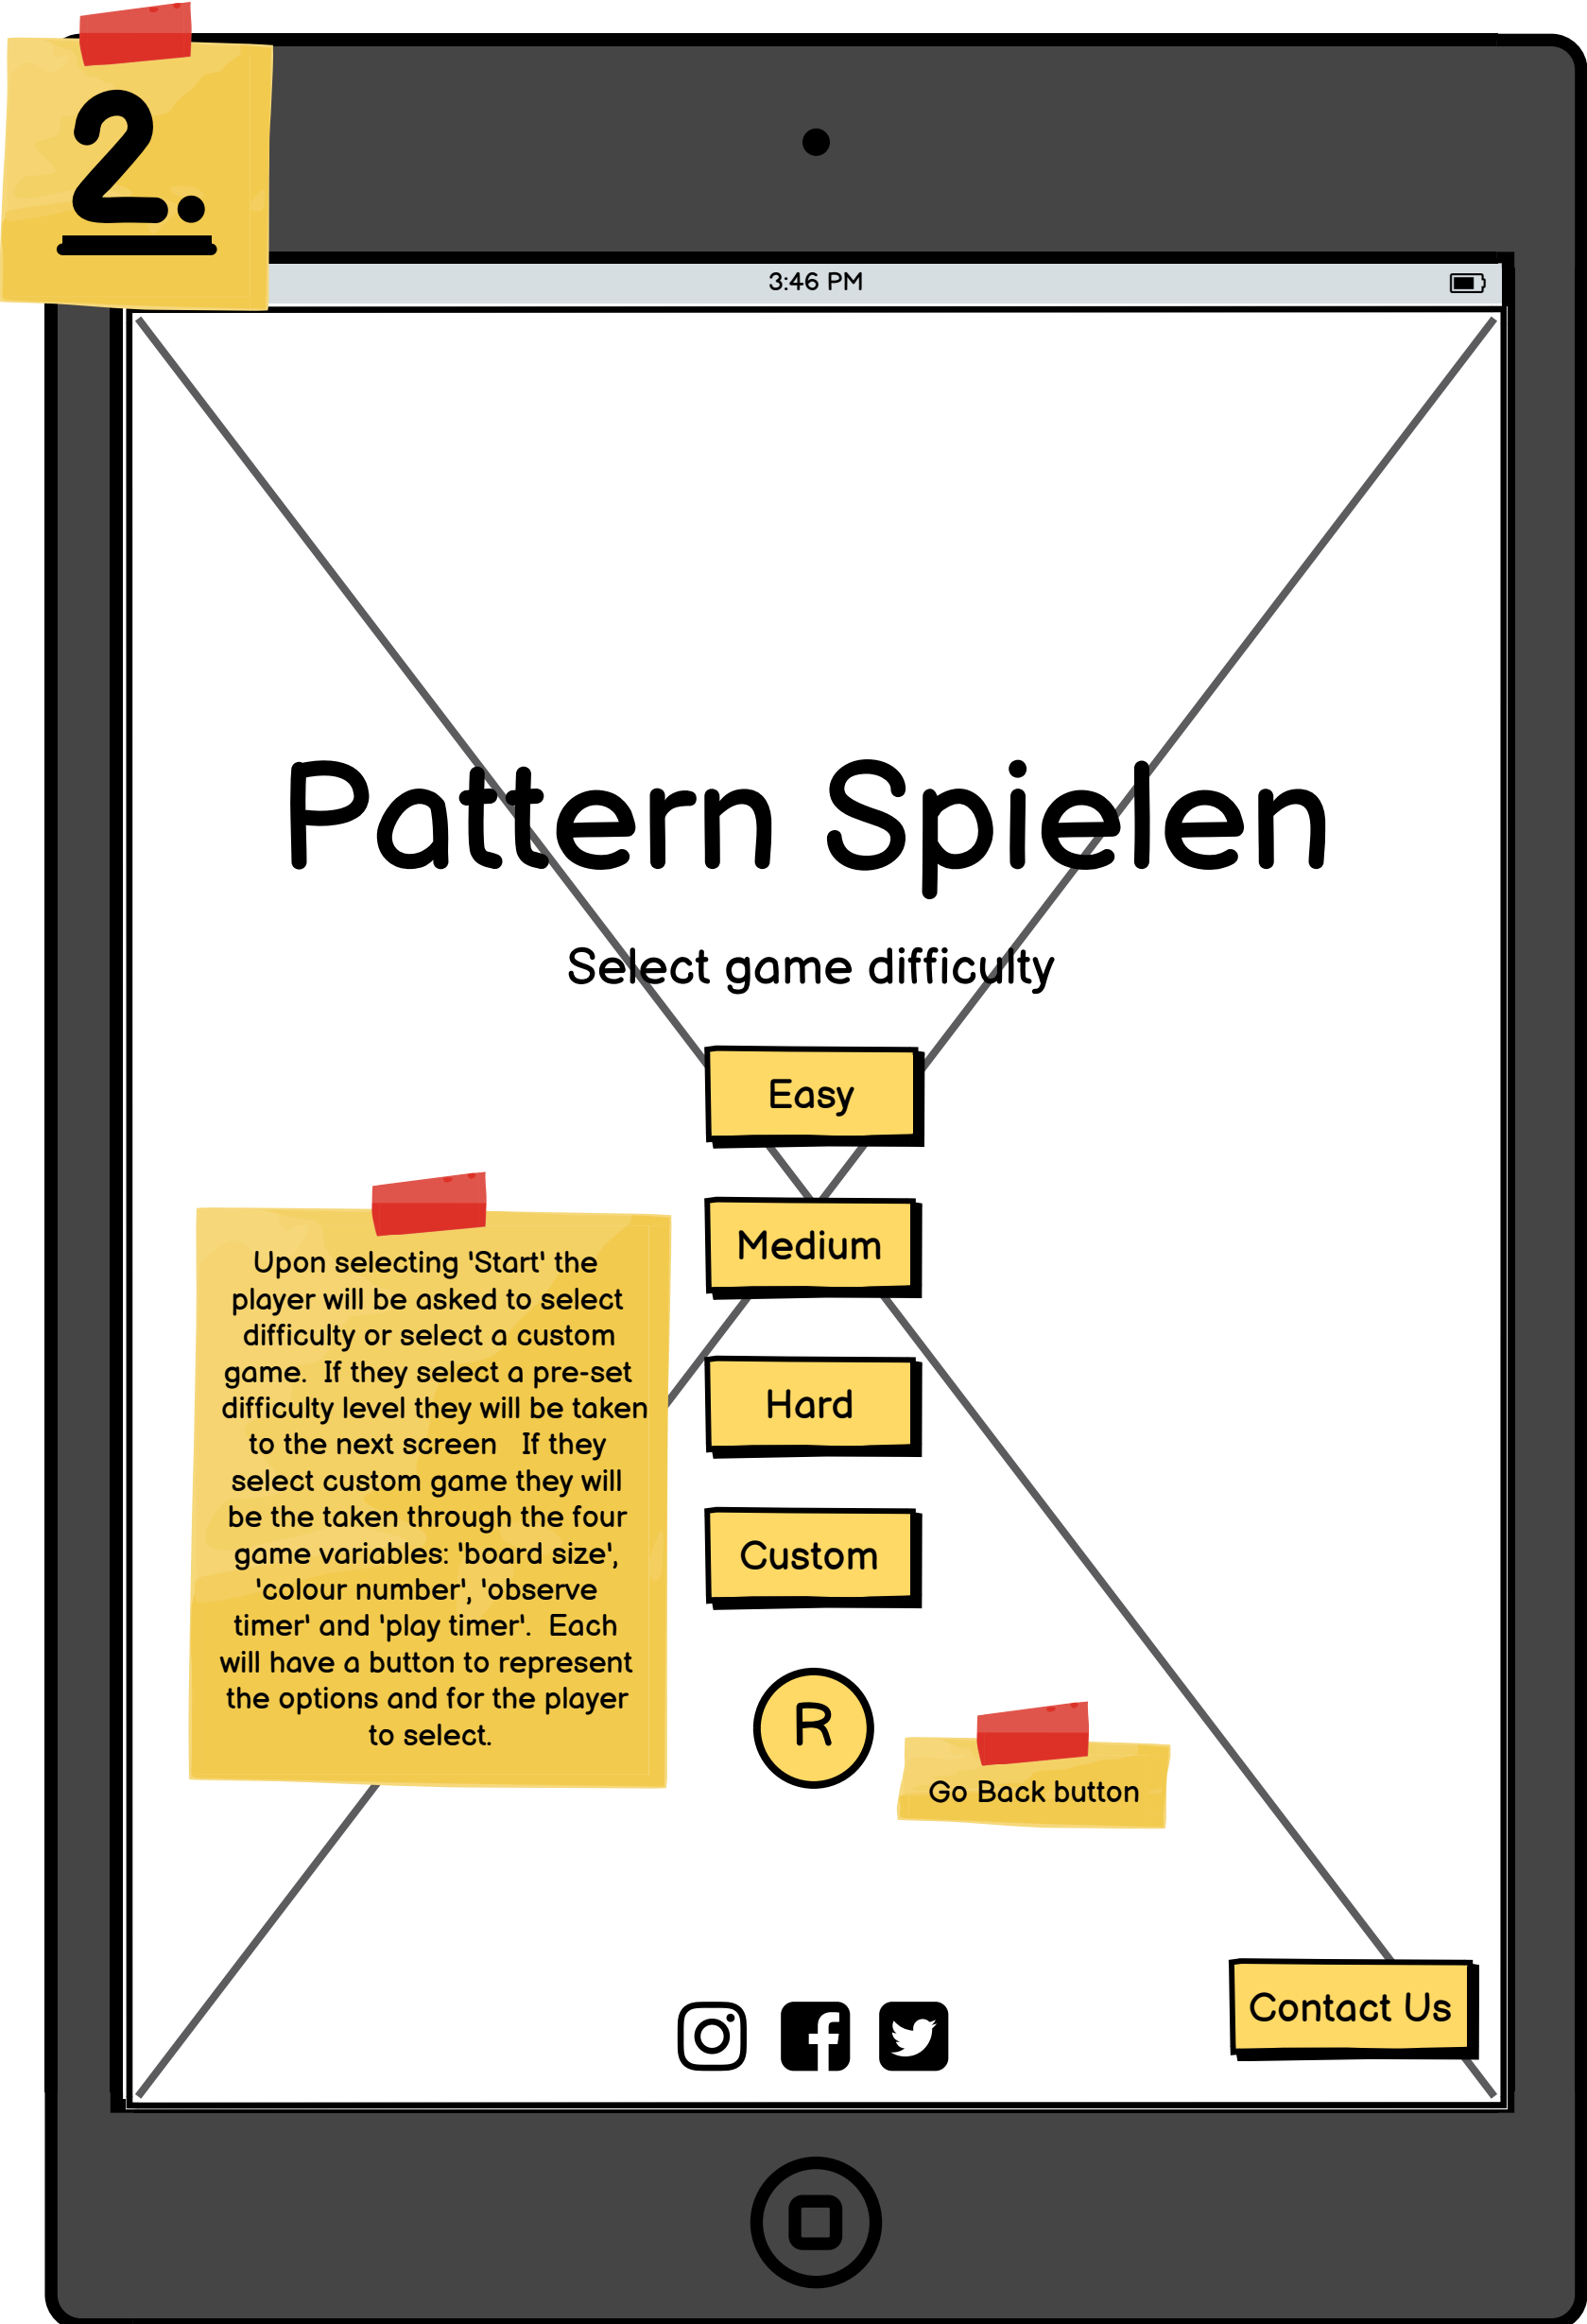 2.
3:46 PM
Pattern Spielen
Select game difficulty
Easy
Medium
Hard
Custom
Upon selecting 'Start' the
player will be asked to select
difficulty or select a custom
game.  If they select a pre-set
difficulty level they will be taken
to the next screen   If they
select custom game they will
be the taken through the four
game variables: 'board size',
'colour number', 'observe
timer' and 'play timer'.  Each
will have a button to represent
the options and for the player
to select.
R
Go Back button
Contact Us